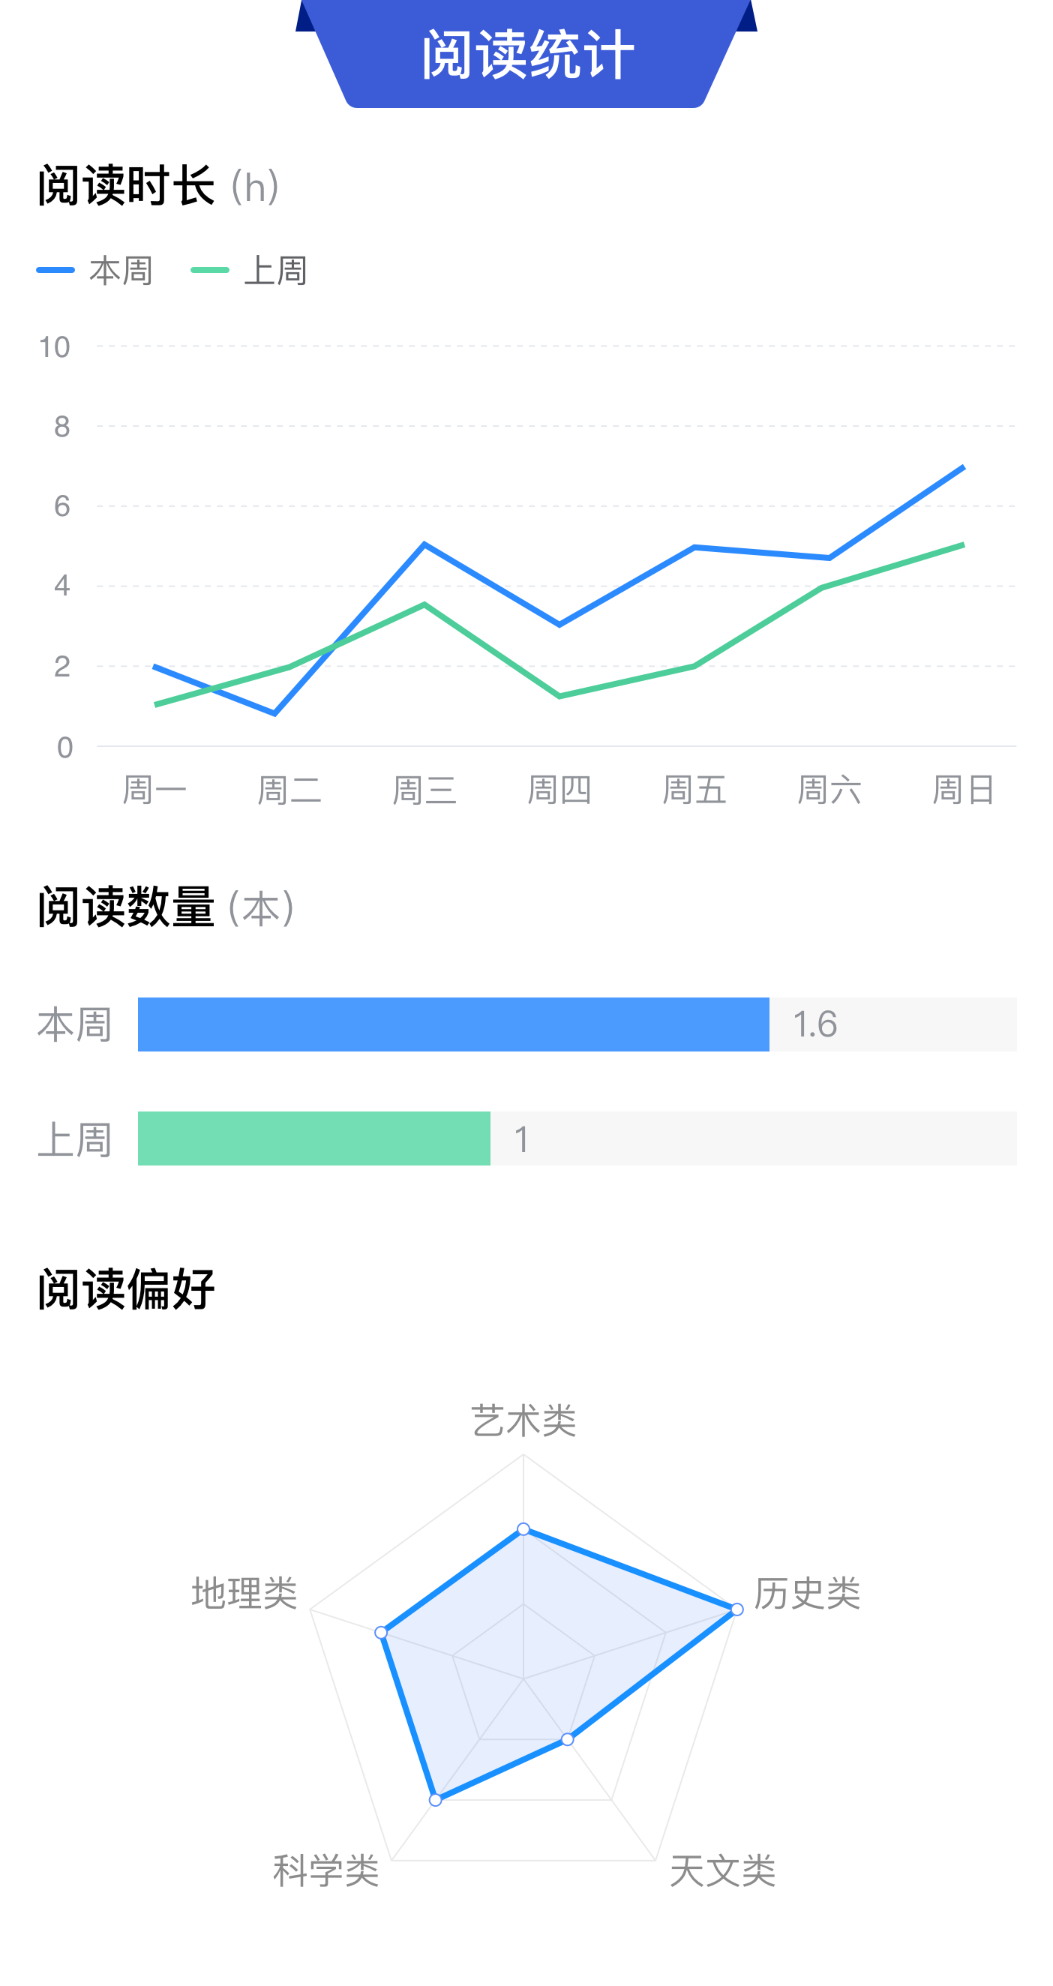 阅读统计
阅读时长 (h)
本周 上周
10
8
6
4
2
0
周一 周二 周三 周四 周五 周六 周日
阅读数量 (本)
本周 1.6
上周 1
阅读偏好
艺术类
地理类 历史类
科学类 天文类